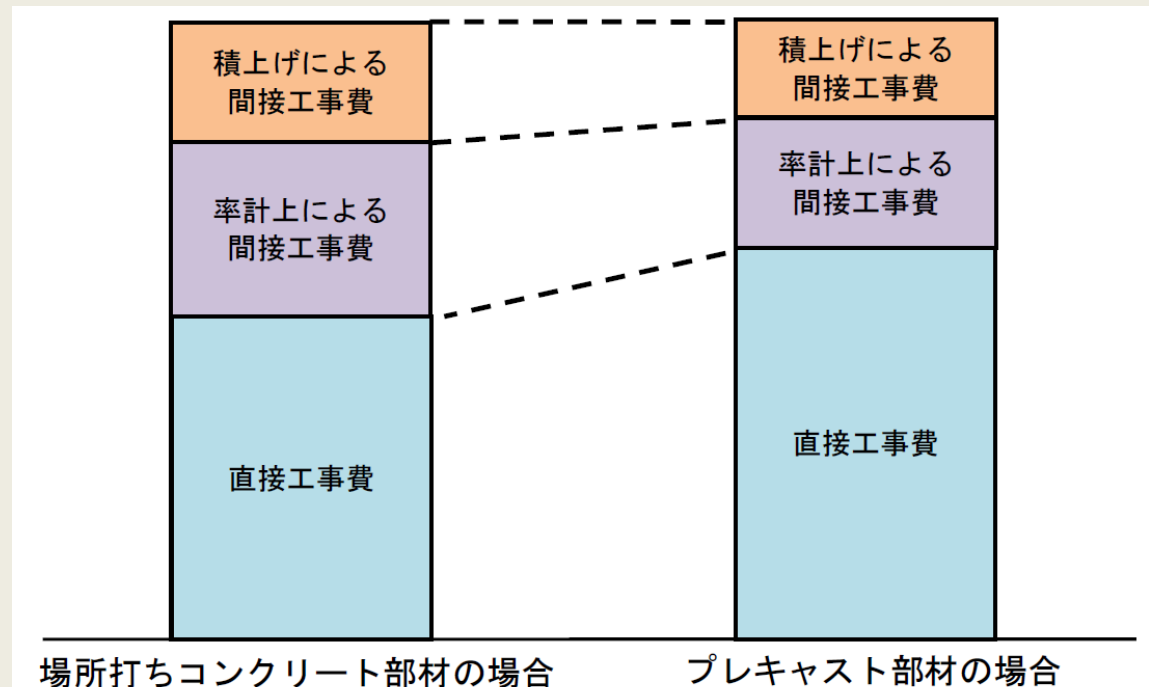 積上げによる
間接工事費
率計上による
間接工事費
直接工事費
場所打ちコンクリート部材の場合
積上げによる
間接工事費
率計上による
間接工事費
直接工事費
プレキャスト部材の場合